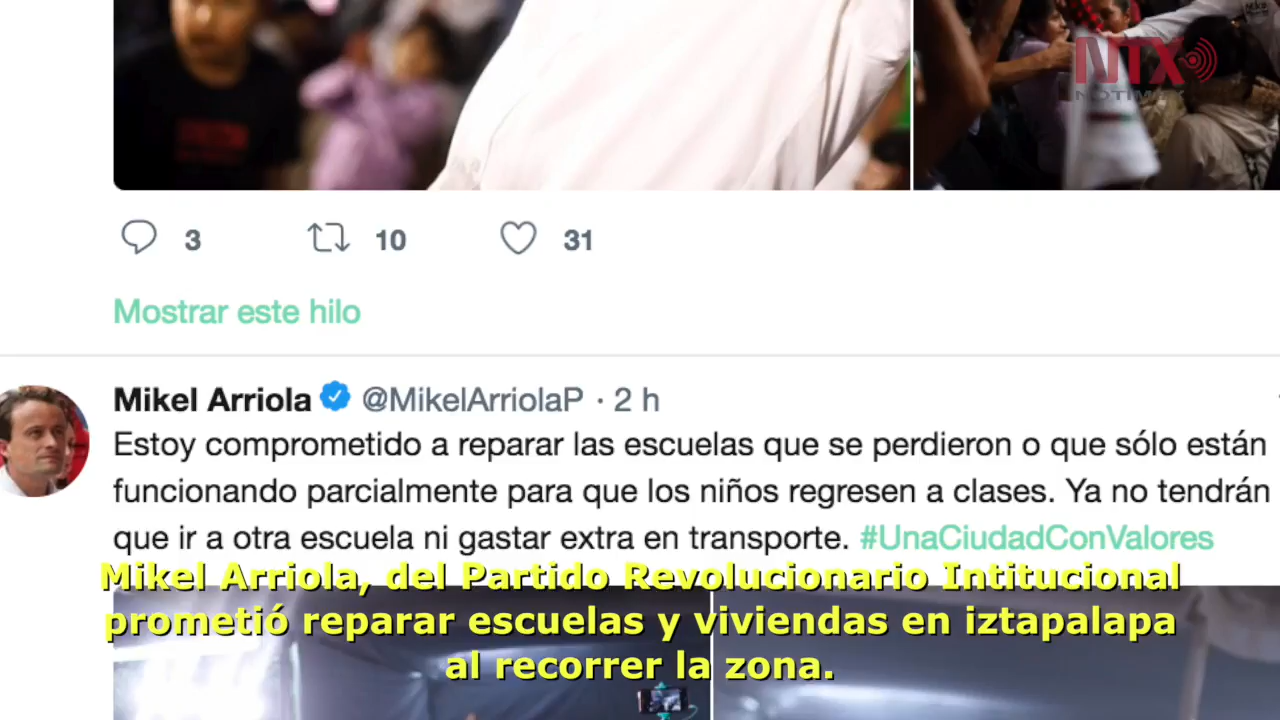 NTX
NOTIMEX
3 10 31
Mostrar este hilo
Mikel Arriola @MikelArriolaP · 2 h
Estoy comprometido a reparar las escuelas que se perdieron o que sólo están
funcionando parcialmente para que los niños regresen a clases. Ya no tendrán
que ir a otra escuela ni gastar extra en transporte. #UnaCiudadConValores
Mikel Arriola, del Partido Revolucionario Intitucional
prometió reparar escuelas y viviendas en iztapalapa
al recorrer la zona.